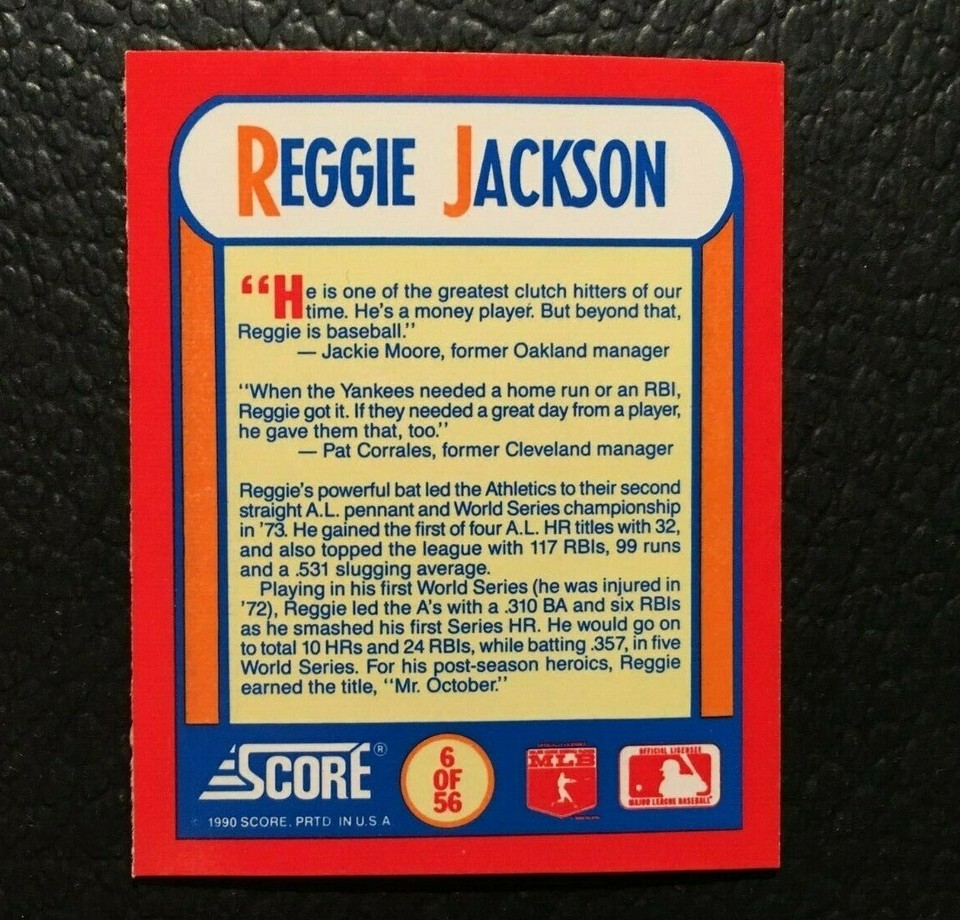 REGGIE JACKSON
“He is one of the greatest clutch hitters of our
time. He's a money player. But beyond that,
Reggie is baseball.”
— Jackie Moore, former Oakland manager
“When the Yankees needed a home run or an RBI,
Reggie got it. If they needed a great day from a player,
he gave them that, too.”
— Pat Corrales, former Cleveland manager
Reggie's powerful bat led the Athletics to their second
straight A.L. pennant and World Series championship
in '73. He gained the first of four A.L. HR titles with 32,
and also topped the league with 117 RBIs, 99 runs
and a .531 slugging average.
Playing in his first World Series (he was injured in
'72), Reggie led the A's with a .310 BA and six RBIs
as he smashed his first Series HR. He would go on
to total 10 HRs and 24 RBIs, while batting .357, in five
World Series. For his post-season heroics, Reggie
earned the title, “Mr. October.”
SCORE®
1990 SCORE. PRTD IN U.S A
6
OF
56
MLB
OFFICIAL LICENSEE
MAJOR LEAGUE BASEBALL